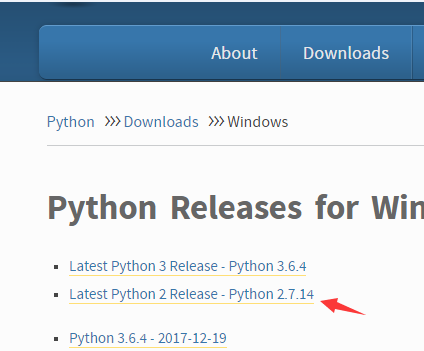 About Downloads
Python >>> Downloads >>> Windows
Python Releases for Win
Latest Python 3 Release - Python 3.6.4
Latest Python 2 Release - Python 2.7.14
Python 3.6.4 - 2017-12-19